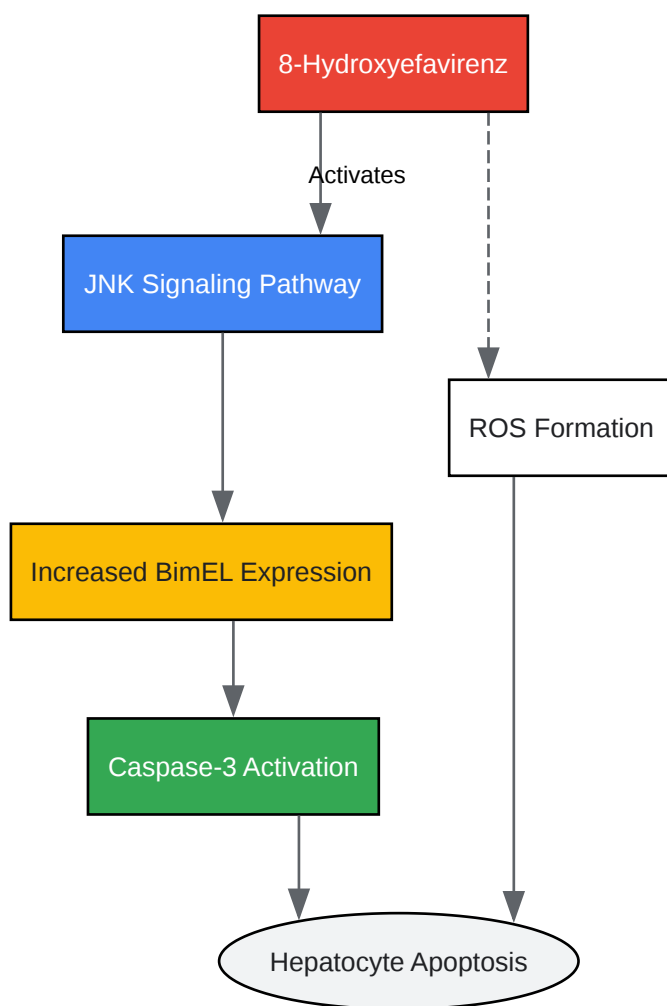 8-Hydroxyefavirenz
Activates
JNK Signaling Pathway
ROS Formation
Increased BimEL Expression
Caspase-3 Activation
Hepatocyte Apoptosis